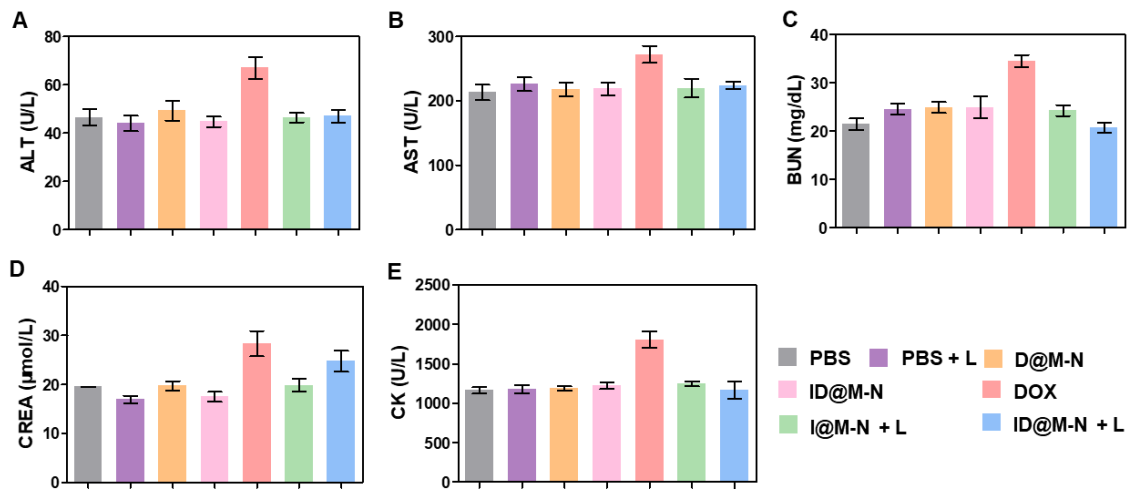 A
ALT (U/L)
80
60
40
20
0
B
AST (U/L)
300
200
100
0
C
BUN (mg/dL)
40
30
20
10
0
D
CREA (µmol/L)
40
30
20
10
0
E
CK (U/L)
2500
2000
1500
1000
500
0
PBS PBS + L D@M-N
ID@M-N DOX
I@M-N + L ID@M-N + L